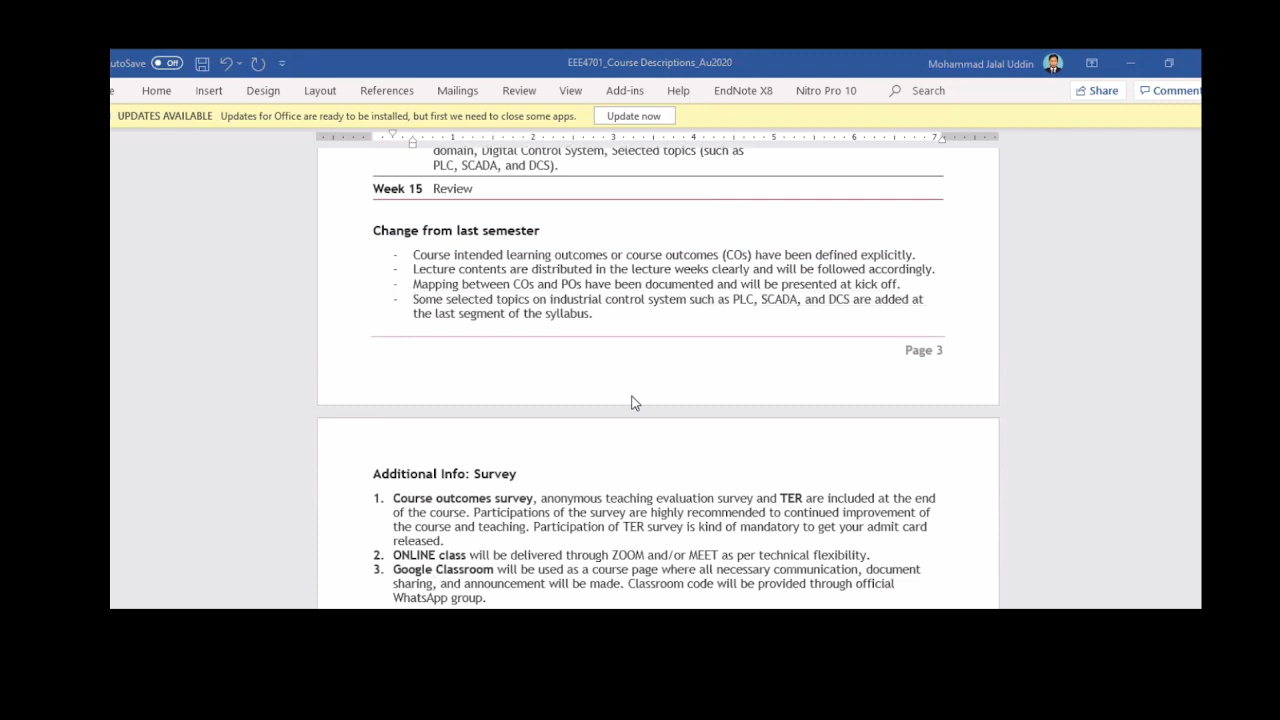 utoSave Off EEE4701_Course Descriptions_Au2020 Mohammad Jalal Uddin
e Home Insert Design Layout References Mailings Review View Add-ins Help EndNote X8 Nitro Pro 10 Search Share Comment
UPDATES AVAILABLE Updates for Office are ready to be installed, but first we need to close some apps. Update now
1 2 3 4 5 6 7
domain, Digital Control System, Selected topics (such as
PLC, SCADA, and DCS).
Week 15 Review
Change from last semester
- Course intended learning outcomes or course outcomes (COs) have been defined explicitly.
- Lecture contents are distributed in the lecture weeks clearly and will be followed accordingly.
- Mapping between COs and POs have been documented and will be presented at kick off.
- Some selected topics on industrial control system such as PLC, SCADA, and DCS are added at
the last segment of the syllabus.
Page 3
Additional Info: Survey
1. Course outcomes survey, anonymous teaching evaluation survey and TER are included at the end
of the course. Participations of the survey are highly recommended to continued improvement of
the course and teaching. Participation of TER survey is kind of mandatory to get your admit card
released.
2. ONLINE class will be delivered through ZOOM and/or MEET as per technical flexibility.
3. Google Classroom will be used as a course page where all necessary communication, document
sharing, and announcement will be made. Classroom code will be provided through official
WhatsApp group.